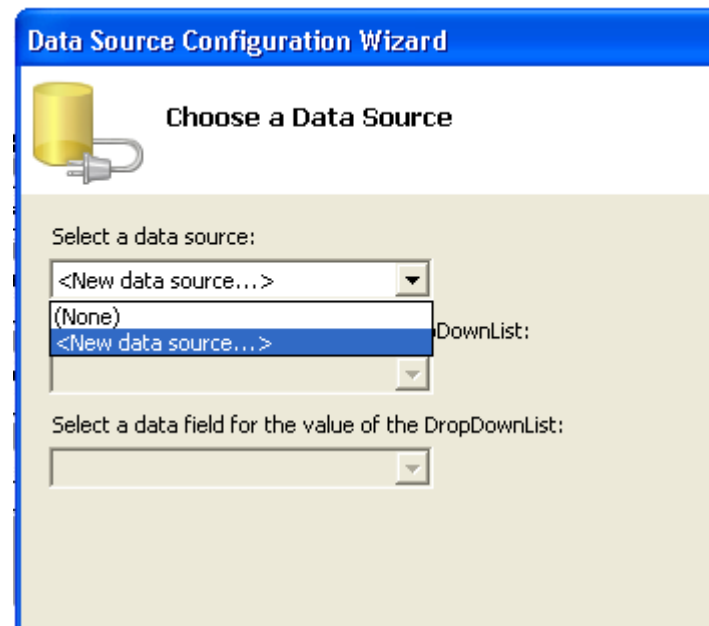 Data Source Configuration Wizard
Choose a Data Source
Select a data source:
<New data source...>
(None)
<New data source...>
DownList:
Select a data field for the value of the DropDownList: